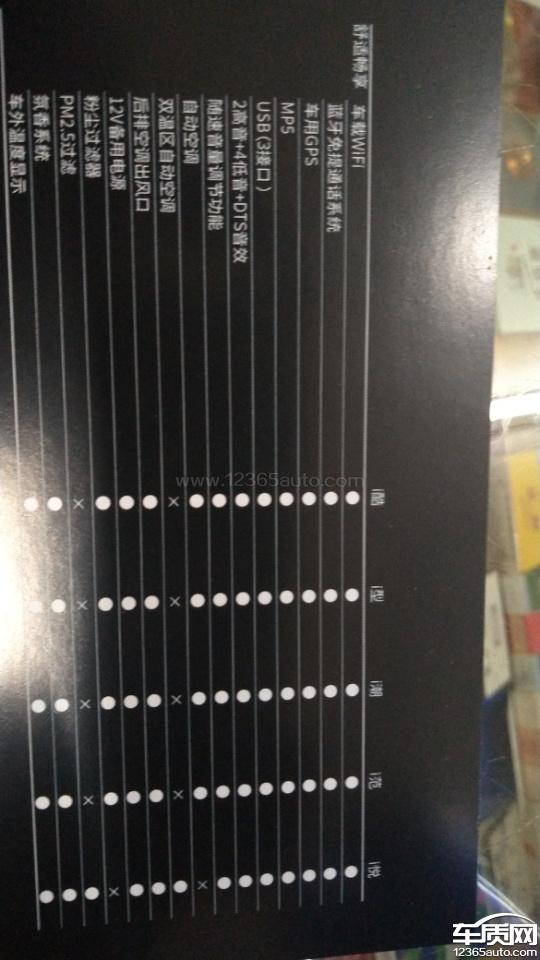 舒适畅享 i酷 i型 i潮 i范 i悦
车载WiFi ● ● ● ● ●
蓝牙免提通话系统 ● ● ● ● ●
车用GPS ● ● ● ● ●
MP5 ● ● ● ● ●
USB(3接口) ● ● ● ● ●
2高音+4低音+DTS音效 ● ● ● ● ●
随速音量调节功能 ● ● ● ● ●
自动空调 ● ● ● ● ×
双温区自动空调 × × × × ●
后排空调出风口 ● ● ● ● ●
12V备用电源 ● ● ● ● ●
粉尘过滤器 ● ● ● ● ×
PM2.5过滤 × × × × ●
氛香系统 ● ● ● ● ●
车外温度显示 ● ● ● ● ●
www.12365auto.com
车质网
12365auto.com